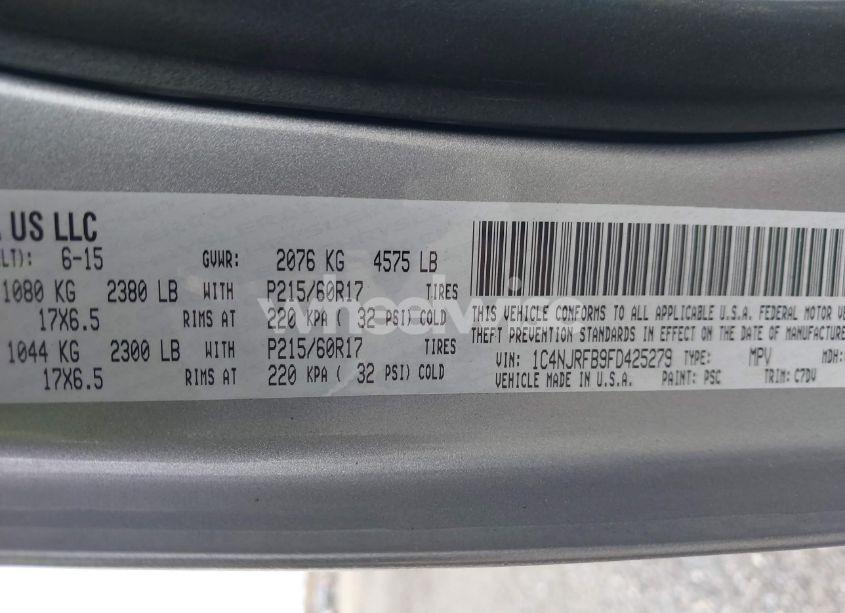 US LLC
LT): 6-15 GVWR: 2076 KG 4575 LB
1080 KG 2380 LB WITH P215/60R17 TIRES
17X6.5 RIMS AT 220 KPA ( 32 PSI) COLD
1044 KG 2300 LB WITH P215/60R17 TIRES
17X6.5 RIMS AT 220 KPA ( 32 PSI) COLD
THIS VEHICLE CONFORMS TO ALL APPLICABLE U.S.A. FEDERAL MOTOR VE
THEFT PREVENTION STANDARDS IN EFFECT ON THE DATE OF MANUFACTURE
VIN: 1C4NJRFB9FD425279 TYPE: MPV MDH:
VEHICLE MADE IN U.S.A. PAINT: PSC TRIM: C7DV